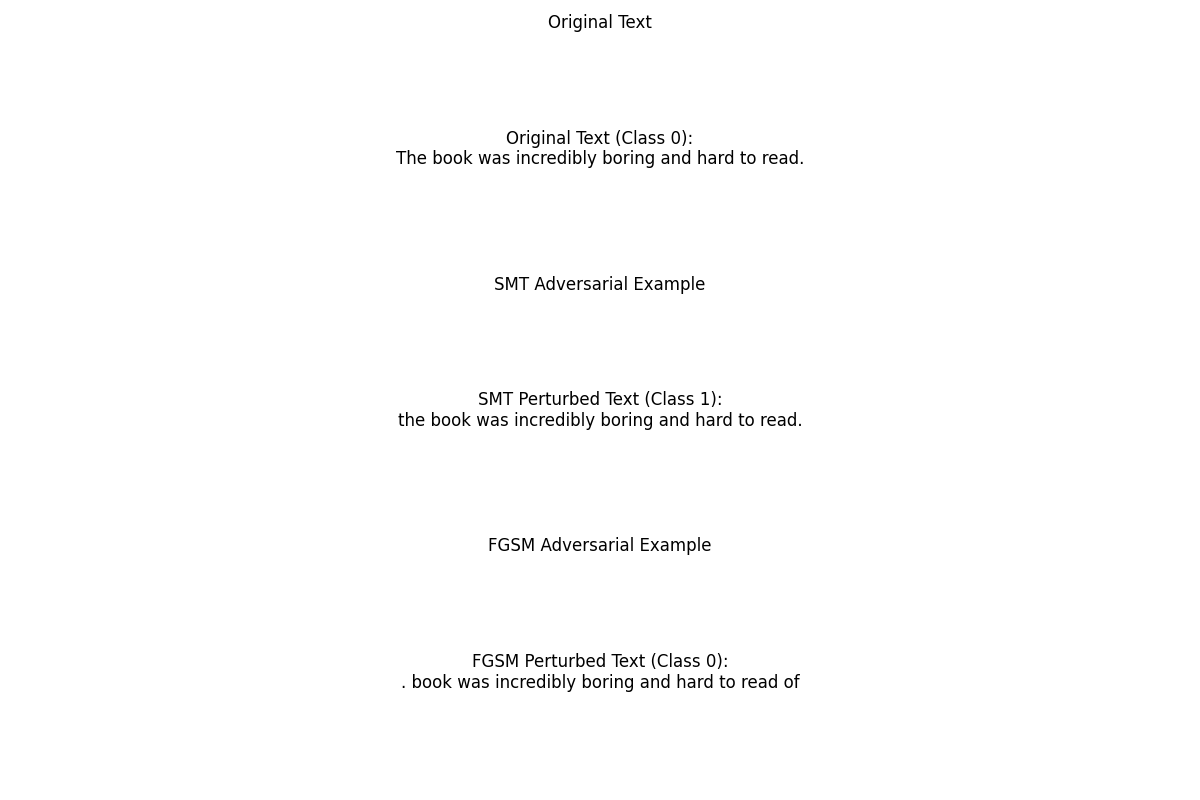 Original Text
Original Text (Class 0):
The book was incredibly boring and hard to read.
SMT Adversarial Example
SMT Perturbed Text (Class 1):
the book was incredibly boring and hard to read.
FGSM Adversarial Example
FGSM Perturbed Text (Class 0):
. book was incredibly boring and hard to read of